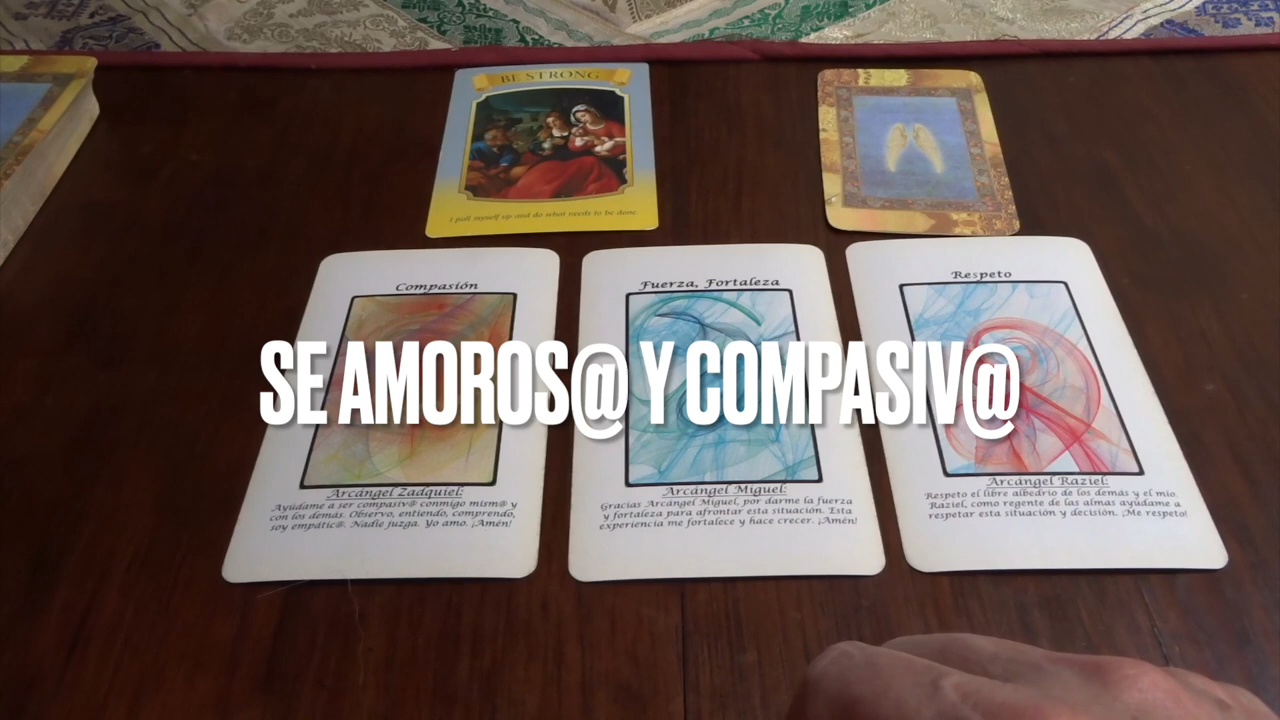 BE STRONG
I pull myself up and do what needs to be done.
Compasión
Fuerza, Fortaleza
Respeto
SE AMOROS@ Y COMPASIV@
Arcángel Zadquiel:
Ayúdame a ser compasiv@ conmigo mism@ y
con los demás. Observo, entiendo, comprendo,
soy empátic@. Nadie juzga. Yo amo. ¡Amén!
Arcángel Miguel:
Gracias Arcángel Miguel, por darme la fuerza
y fortaleza para afrontar esta situación. Esta
experiencia me fortalece y hace crecer. ¡Amén!
Arcángel Raziel:
Respeto el libre albedrio de los demás y el mío.
Raziel, como regente de las almas ayúdame a
respetar esta situación y decisión. ¡Me respeto!